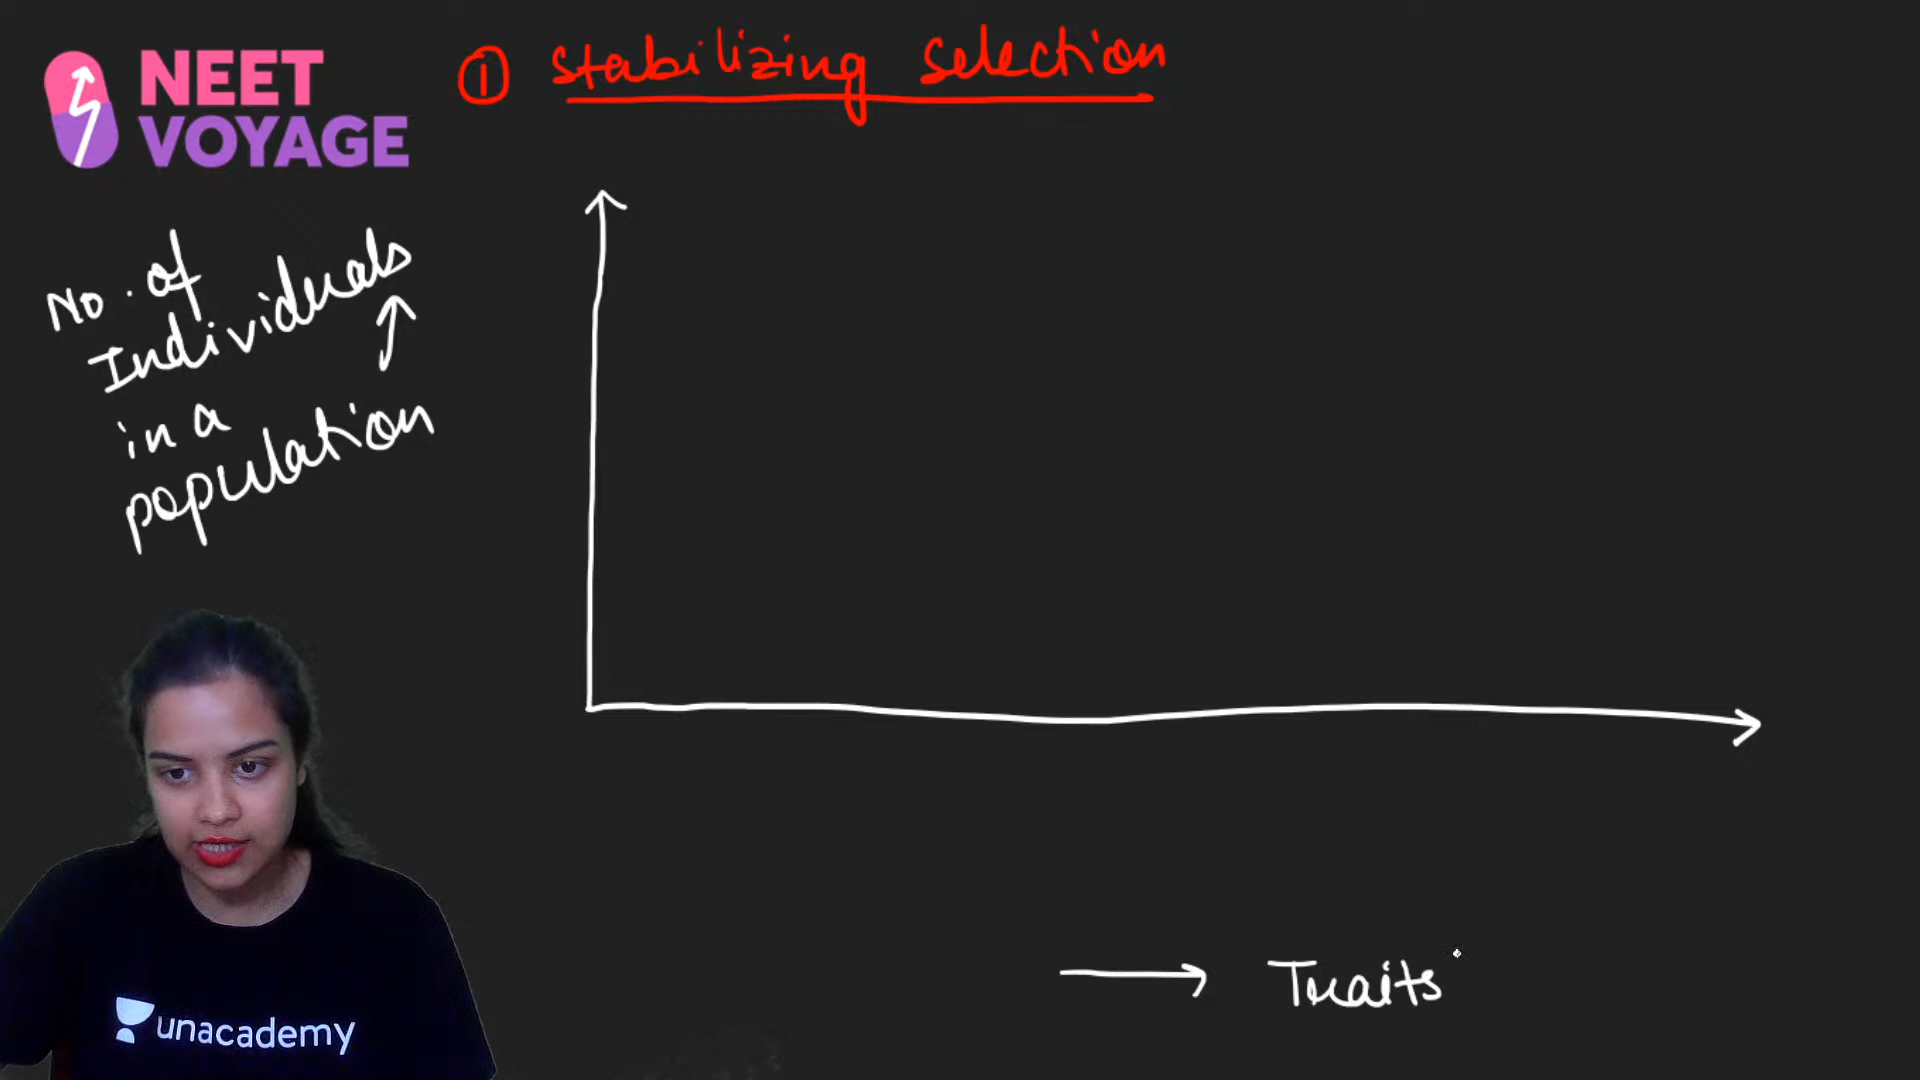 NEET
VOYAGE
① Stabilizing selection
No. of
Individuals
in a
population
Traits
unacademy